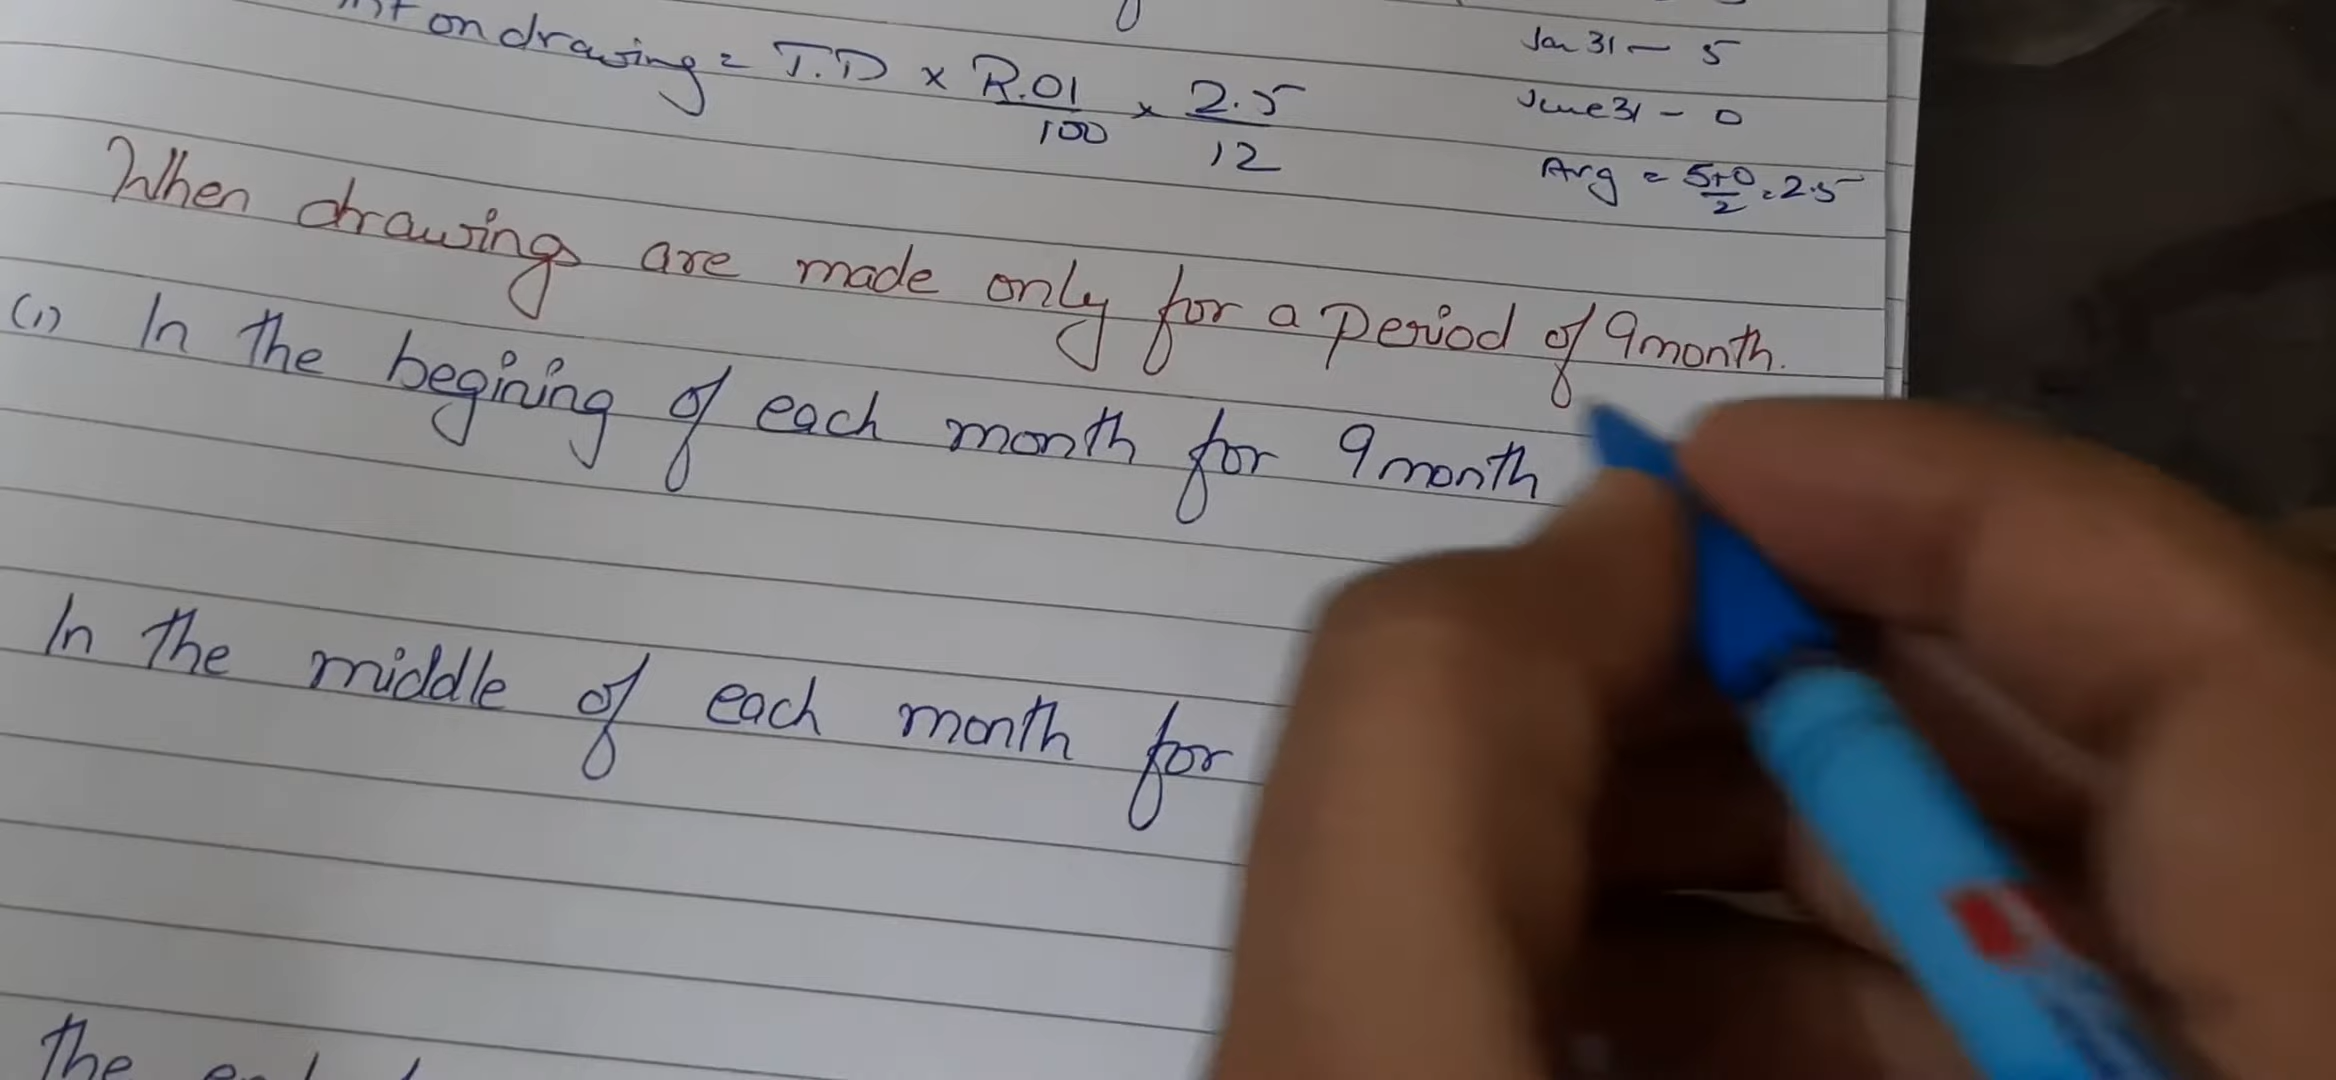 Int on drawing = T.D × R.OI / 100 × 2.5 / 12
Jan 31 – 5
June 31 – 0
Avg = 5+0 / 2 = 2.5
When drawings are made only for a period of 9 month.
(1) In the begining of each month for 9 month
In the middle of each month for
the